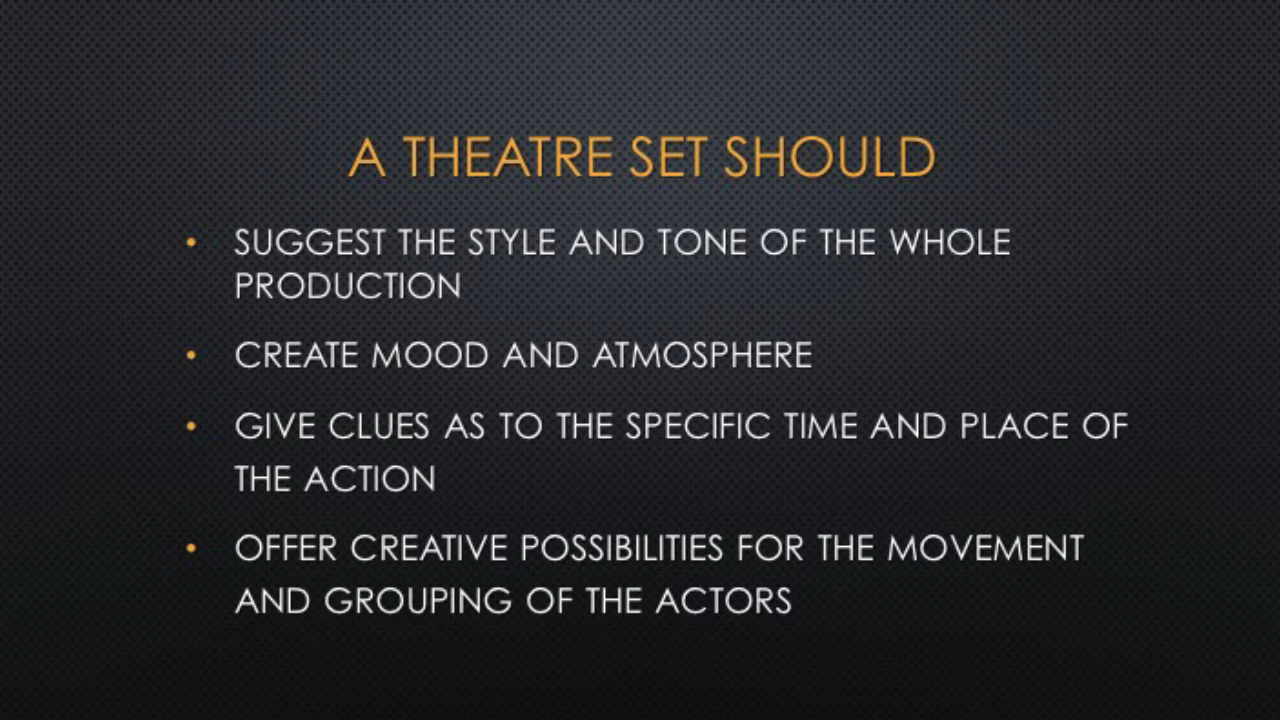 A THEATRE SET SHOULD
• SUGGEST THE STYLE AND TONE OF THE WHOLE
PRODUCTION
• CREATE MOOD AND ATMOSPHERE
• GIVE CLUES AS TO THE SPECIFIC TIME AND PLACE OF
THE ACTION
• OFFER CREATIVE POSSIBILITIES FOR THE MOVEMENT
AND GROUPING OF THE ACTORS